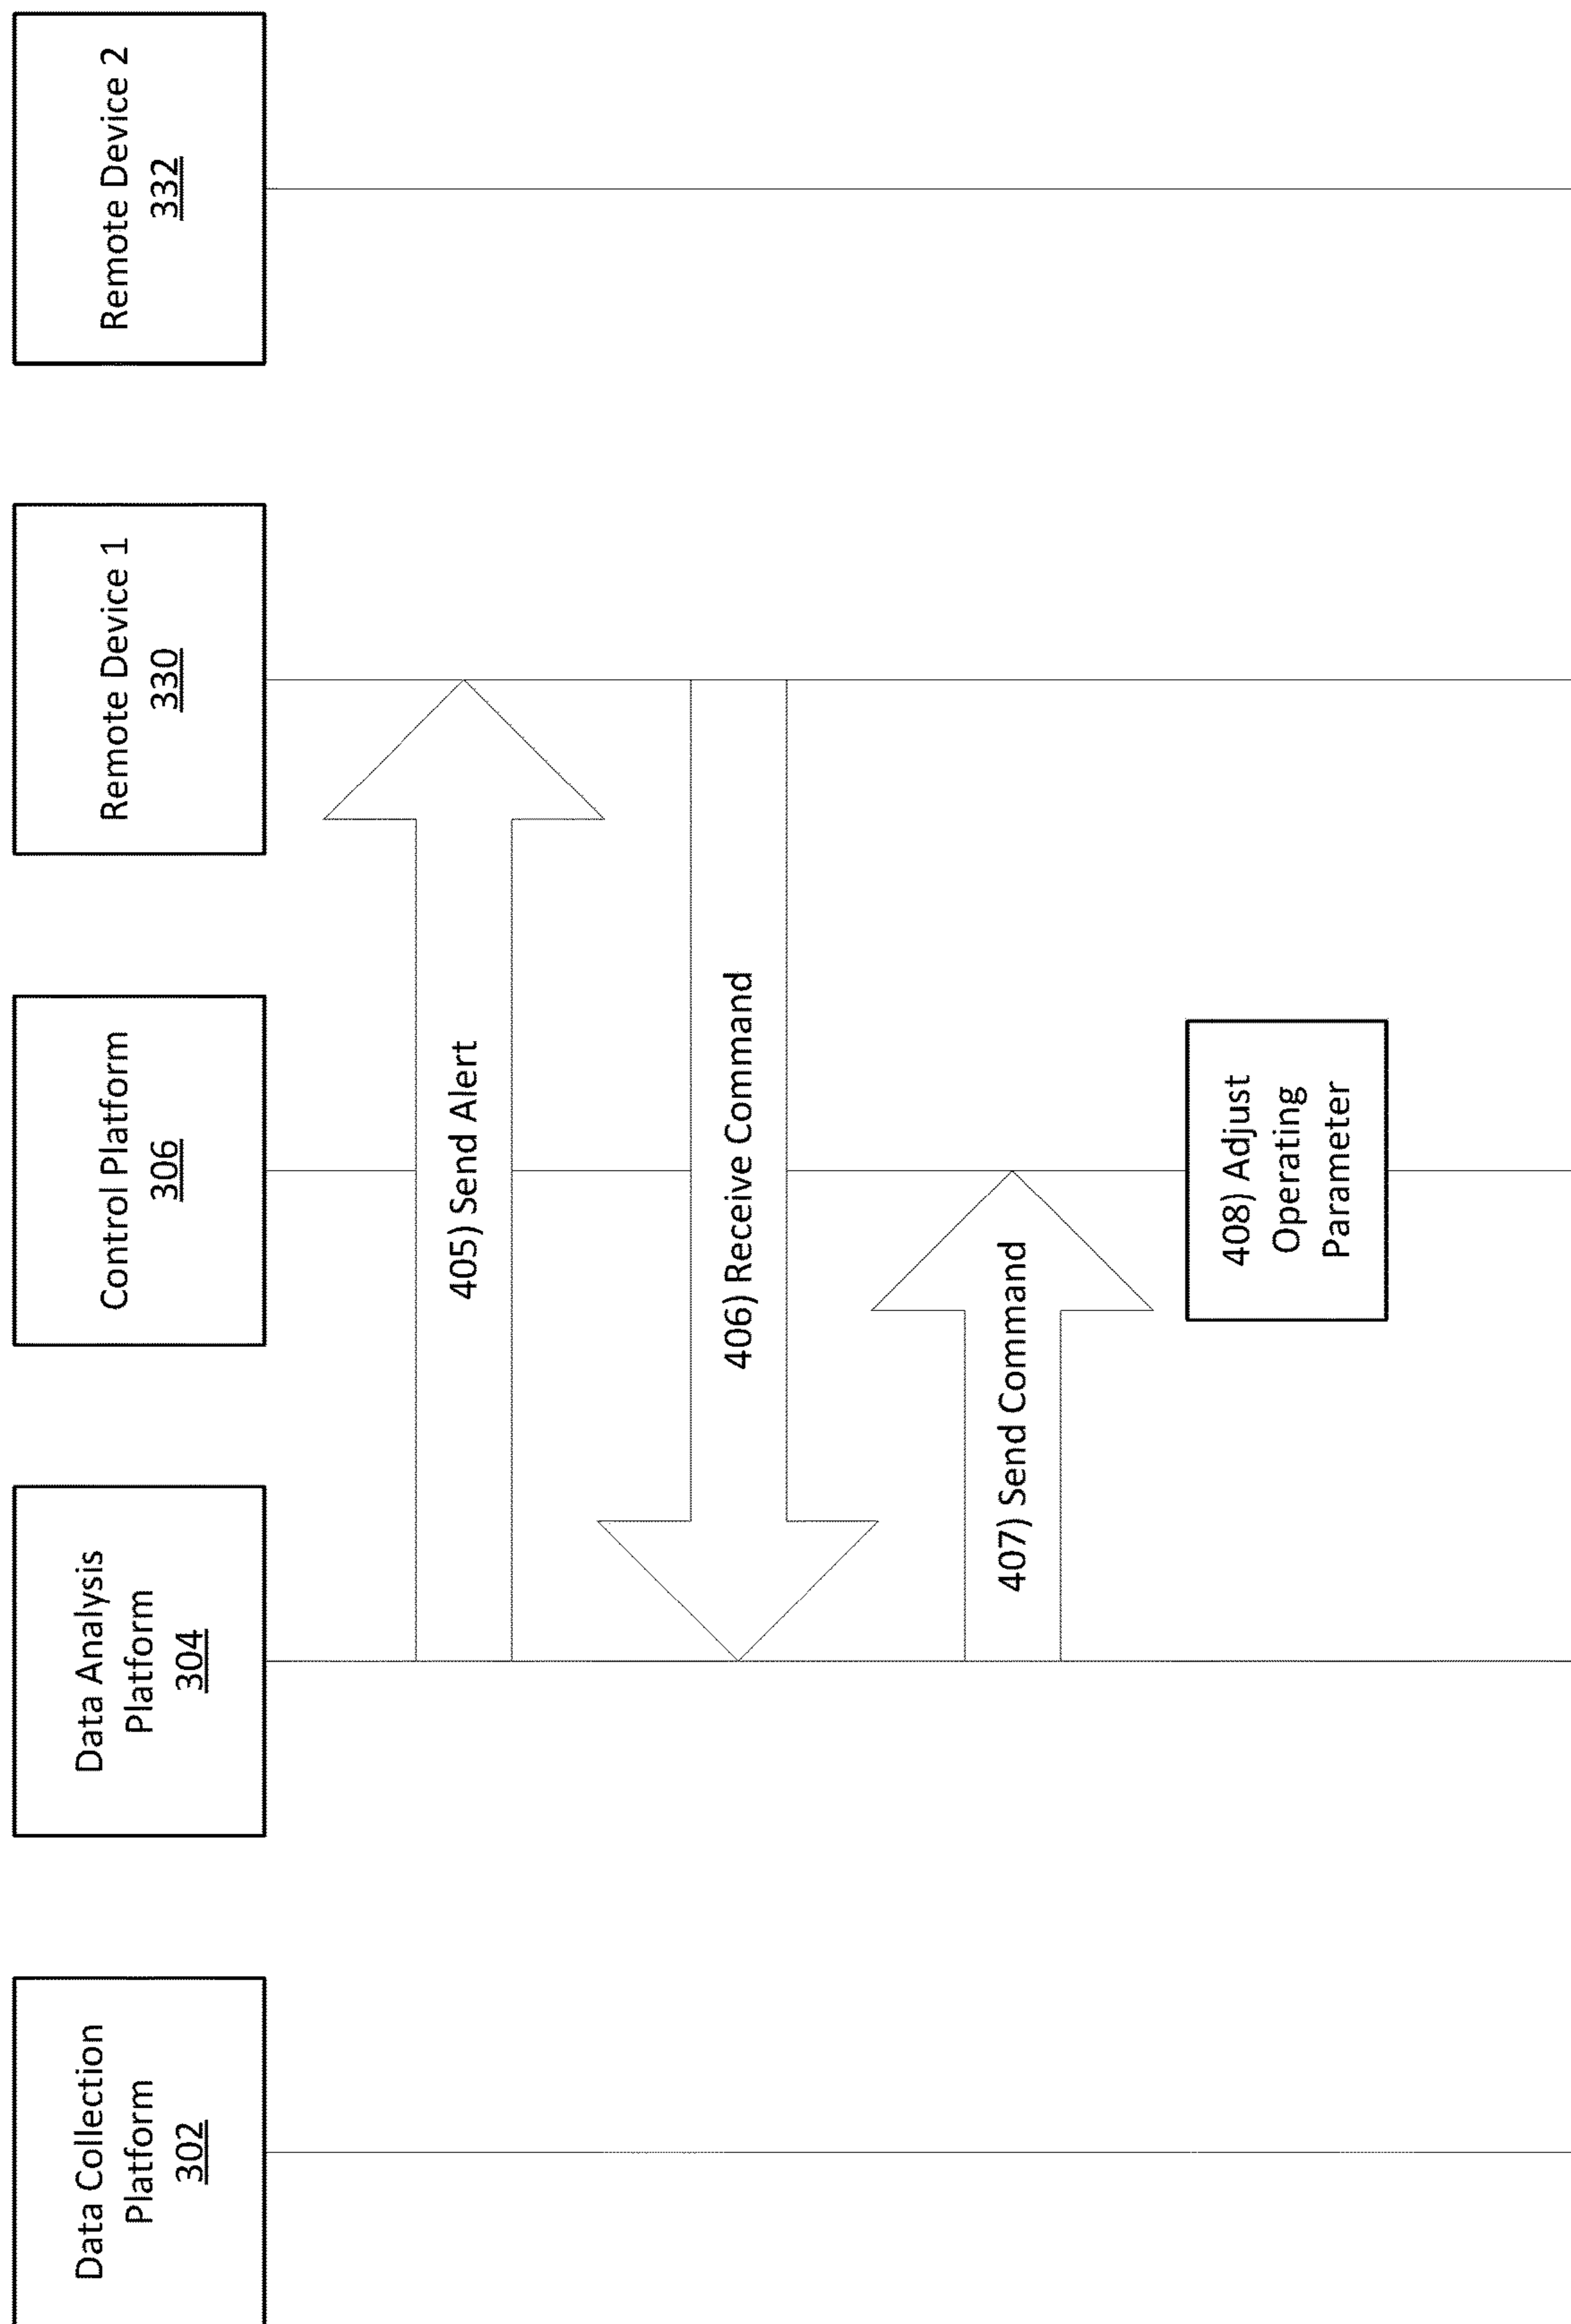 Data Collection
Platform
302
Data Analysis
Platform
304
Control Platform
306
Remote Device 1
330
Remote Device 2
332
405) Send Alert
406) Receive Command
407) Send Command
408) Adjust
Operating
Parameter